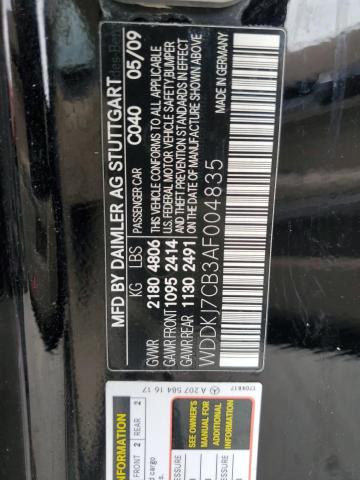 MFD BY DAIMLER AG STUTTGART
KG LBS PASSENGER CAR C040 05/09
GVWR 2180 4806 THIS VEHICLE CONFORMS TO ALL APPLICABLE
GAWR FRONT 1095 2414 U.S. FEDERAL MOTOR VEHICLE SAFETY/BUMPER
GAWR REAR 1130 2491 AND THEFT PREVENTION STANDARDS IN EFFECT
ON THE DATE OF MANUFACTURE SHOWN ABOVE
WDDKJ7CB3AF004835
MADE IN GERMANY
A 207 584 16 17
INFORMATION
FRONT 2 REAR 2
cargo
PRESSURE
SEE OWNER'S
MANUAL FOR
ADDITIONAL
INFORMATION